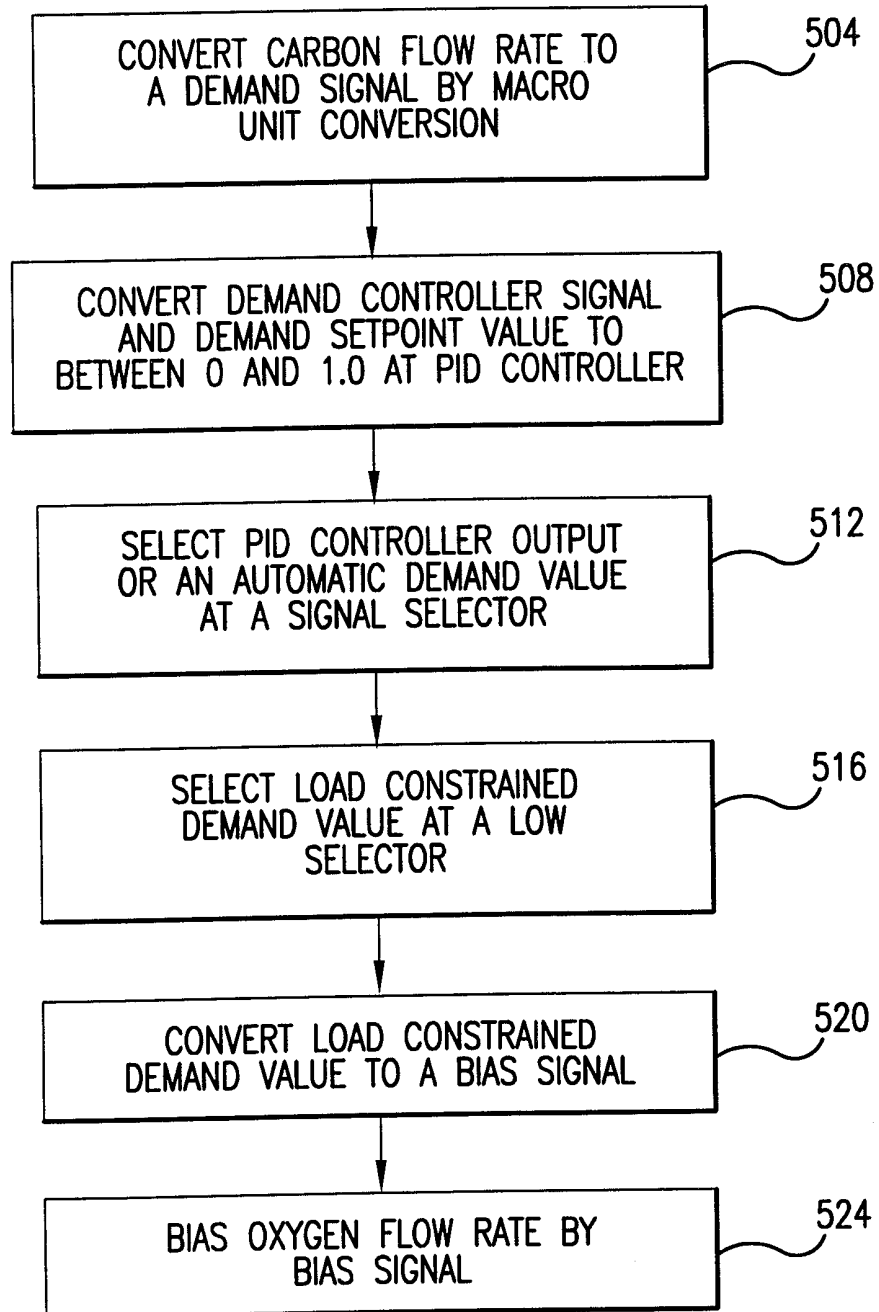 CONVERT CARBON FLOW RATE TO
A DEMAND SIGNAL BY MACRO
UNIT CONVERSION
504
CONVERT DEMAND CONTROLLER SIGNAL
AND DEMAND SETPOINT VALUE TO
BETWEEN 0 AND 1.0 AT PID CONTROLLER
508
SELECT PID CONTROLLER OUTPUT
OR AN AUTOMATIC DEMAND VALUE
AT A SIGNAL SELECTOR
512
SELECT LOAD CONSTRAINED
DEMAND VALUE AT A LOW
SELECTOR
516
CONVERT LOAD CONSTRAINED
DEMAND VALUE TO A BIAS SIGNAL
520
BIAS OXYGEN FLOW RATE BY
BIAS SIGNAL
524